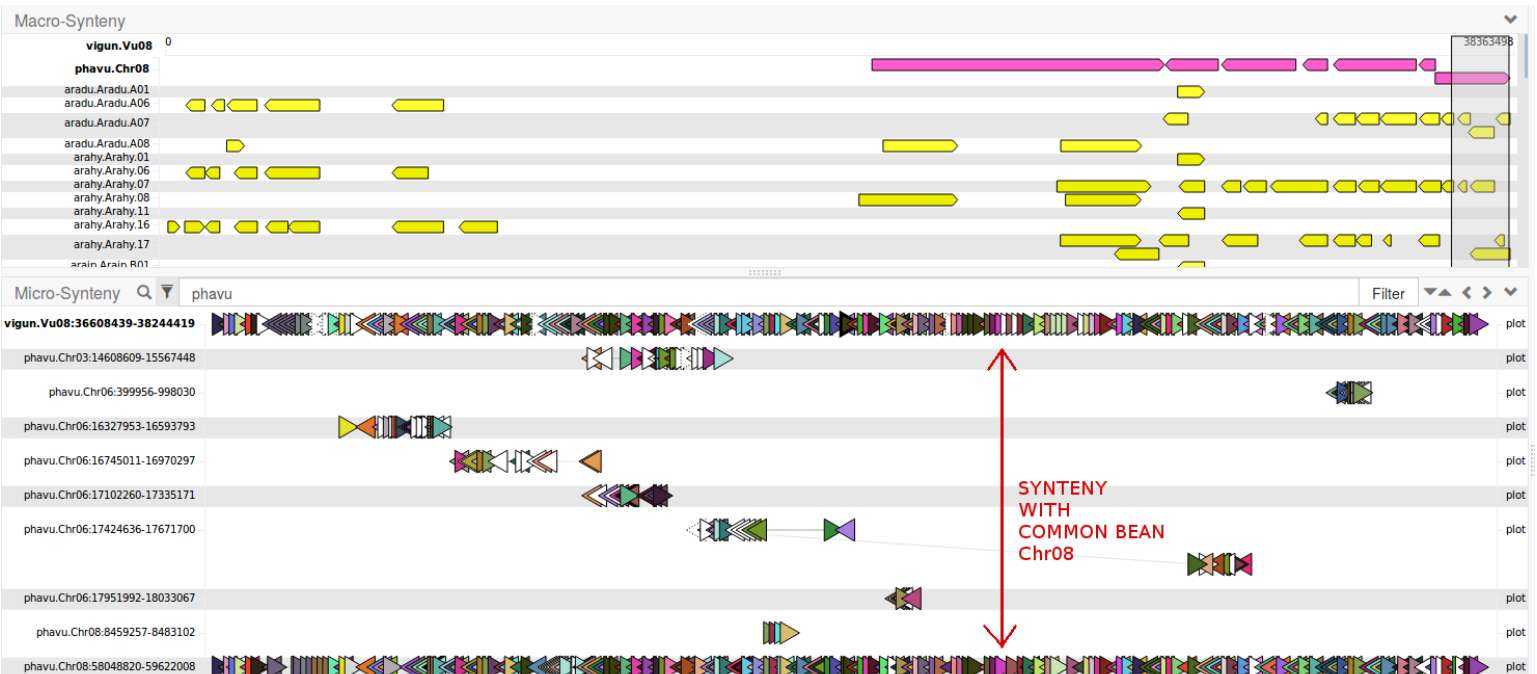 Macro-Synteny
vigun.Vu08 0 38363498
phavu.Chr08
aradu.Aradu.A01
aradu.Aradu.A06
aradu.Aradu.A07
aradu.Aradu.A08
arahy.Arahy.01
arahy.Arahy.06
arahy.Arahy.07
arahy.Arahy.08
arahy.Arahy.11
arahy.Arahy.16
arahy.Arahy.17
araip.Araip.B01
Micro-Synteny phavu Filter
vigun.Vu08:36608439-38244419 plot
phavu.Chr03:14608609-15567448 plot
phavu.Chr06:399956-998030 plot
phavu.Chr06:16327953-16593793 plot
phavu.Chr06:16745011-16970297 plot
phavu.Chr06:17102260-17335171 plot
SYNTENY
WITH
COMMON BEAN
Chr08
phavu.Chr06:17424636-17671700 plot
plot
phavu.Chr06:17951992-18033067 plot
phavu.Chr08:8459257-8483102 plot
phavu.Chr08:58048820-59622008 plot